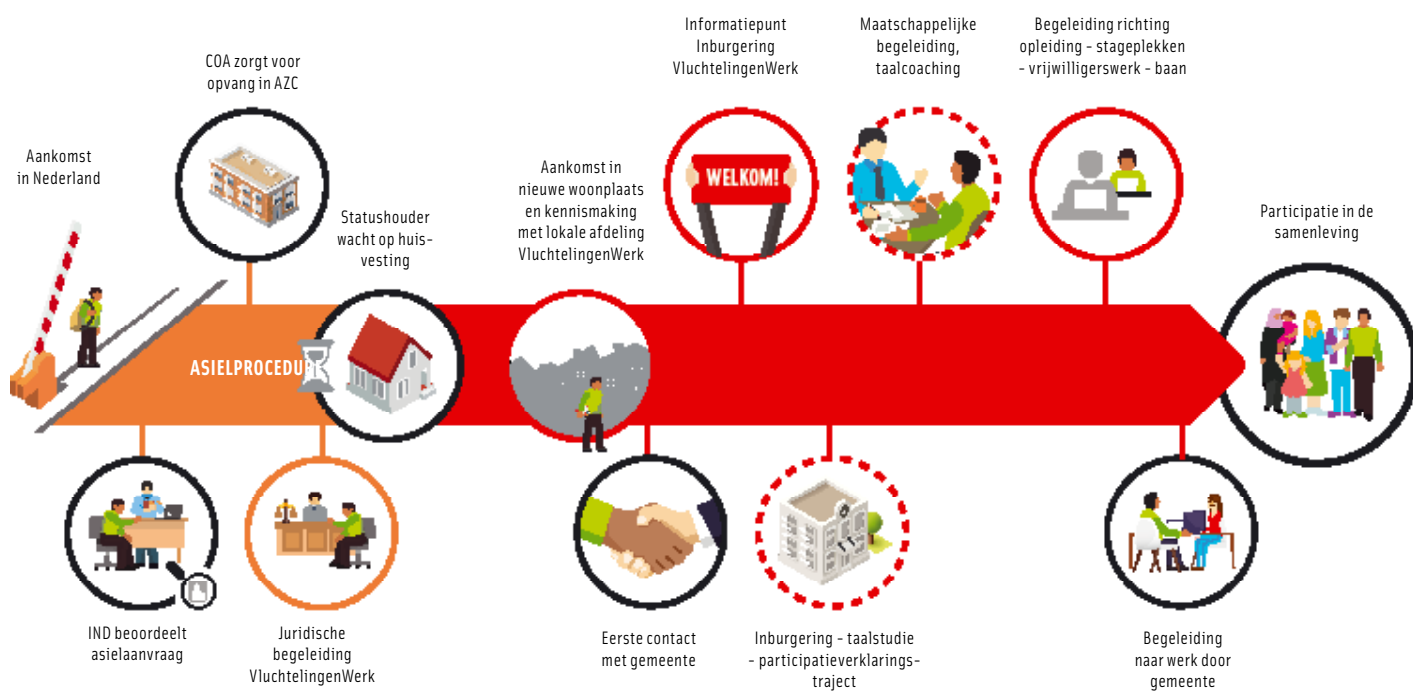 Aankomst
in Nederland
COA zorgt voor
opvang in AZC
Statushouder
wacht op huis-
vesting
Aankomst in
nieuwe woonplaats
en kennismaking
met lokale afdeling
VluchtelingenWerk
Informatiepunt
Inburgering
VluchtelingenWerk
WELKOM!
Maatschappelijke
begeleiding,
taalcoaching
Begeleiding richting
opleiding - stageplekken
- vrijwilligerswerk - baan
Participatie in de
samenleving
ASIELPROCEDURE
IND beoordeelt
asielaanvraag
Juridische
begeleiding
VluchtelingenWerk
Eerste contact
met gemeente
Inburgering - taalstudie
- participatieverklarings-
traject
Begeleiding
naar werk door
gemeente